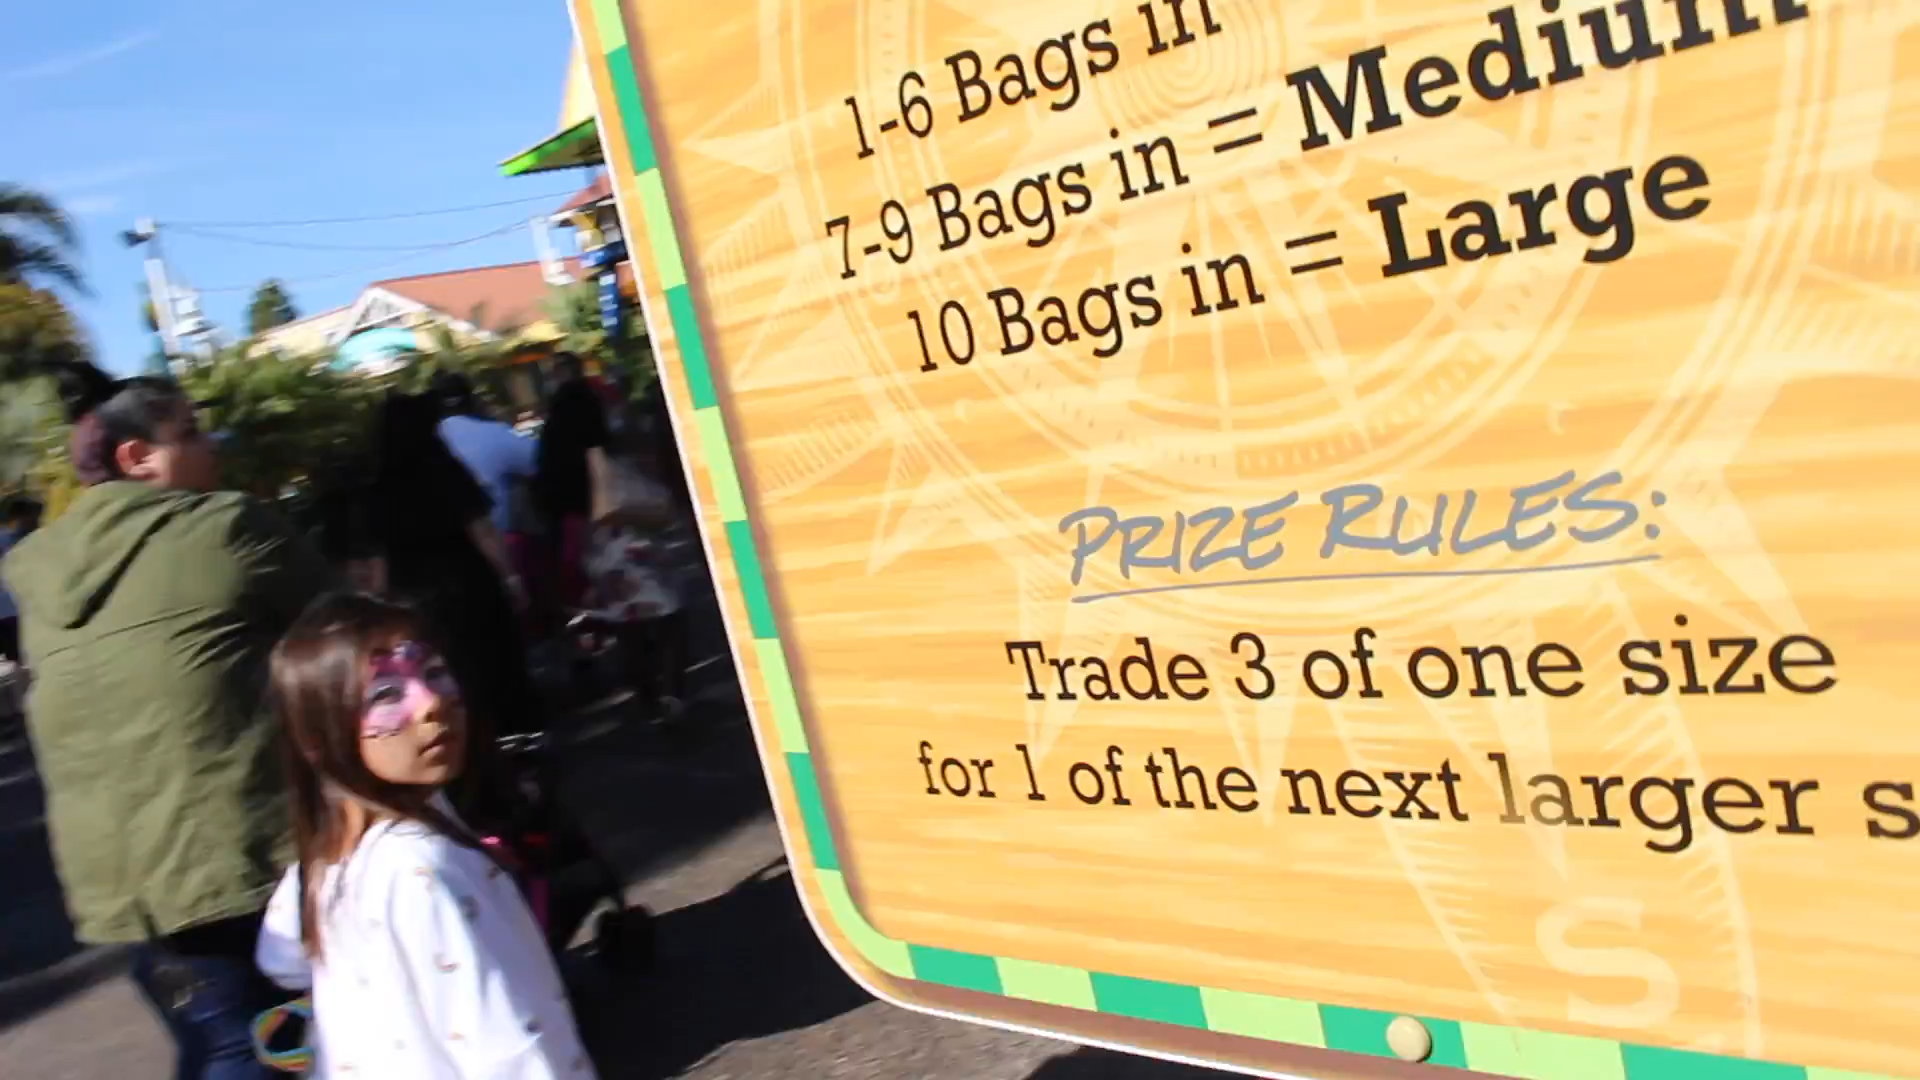 1-6 Bags in
7-9 Bags in = Medium
10 Bags in = Large
PRIZE RULES:
Trade 3 of one size
for 1 of the next larger s
S